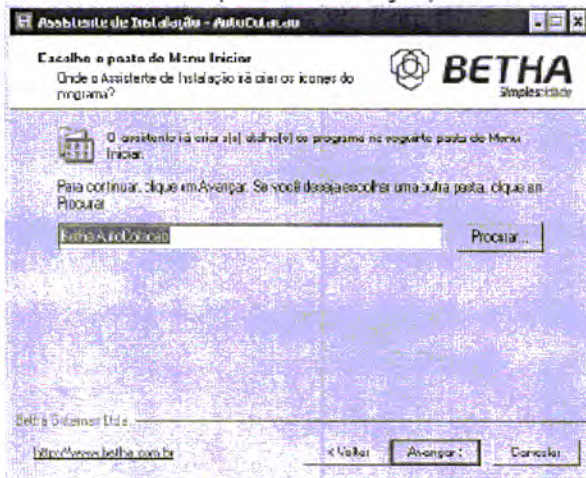 Assistente de Instalação - AutoCotacao
Escolha a pasta do Menu Iniciar
Onde o Assistente de Instalação irá criar os ícones do
programa?
BETHA
Simplescidade
O assistente irá criar o(s) atalho(s) do programa na seguinte pasta do Menu
Iniciar.
Para continuar, clique em Avançar. Se você deseja escolher uma outra pasta, clique em
Procurar.
Betha AutoCotacao
Procurar...
Betha Sistemas Ltda
http://www.betha.com.br
< Voltar
Avançar >
Cancelar